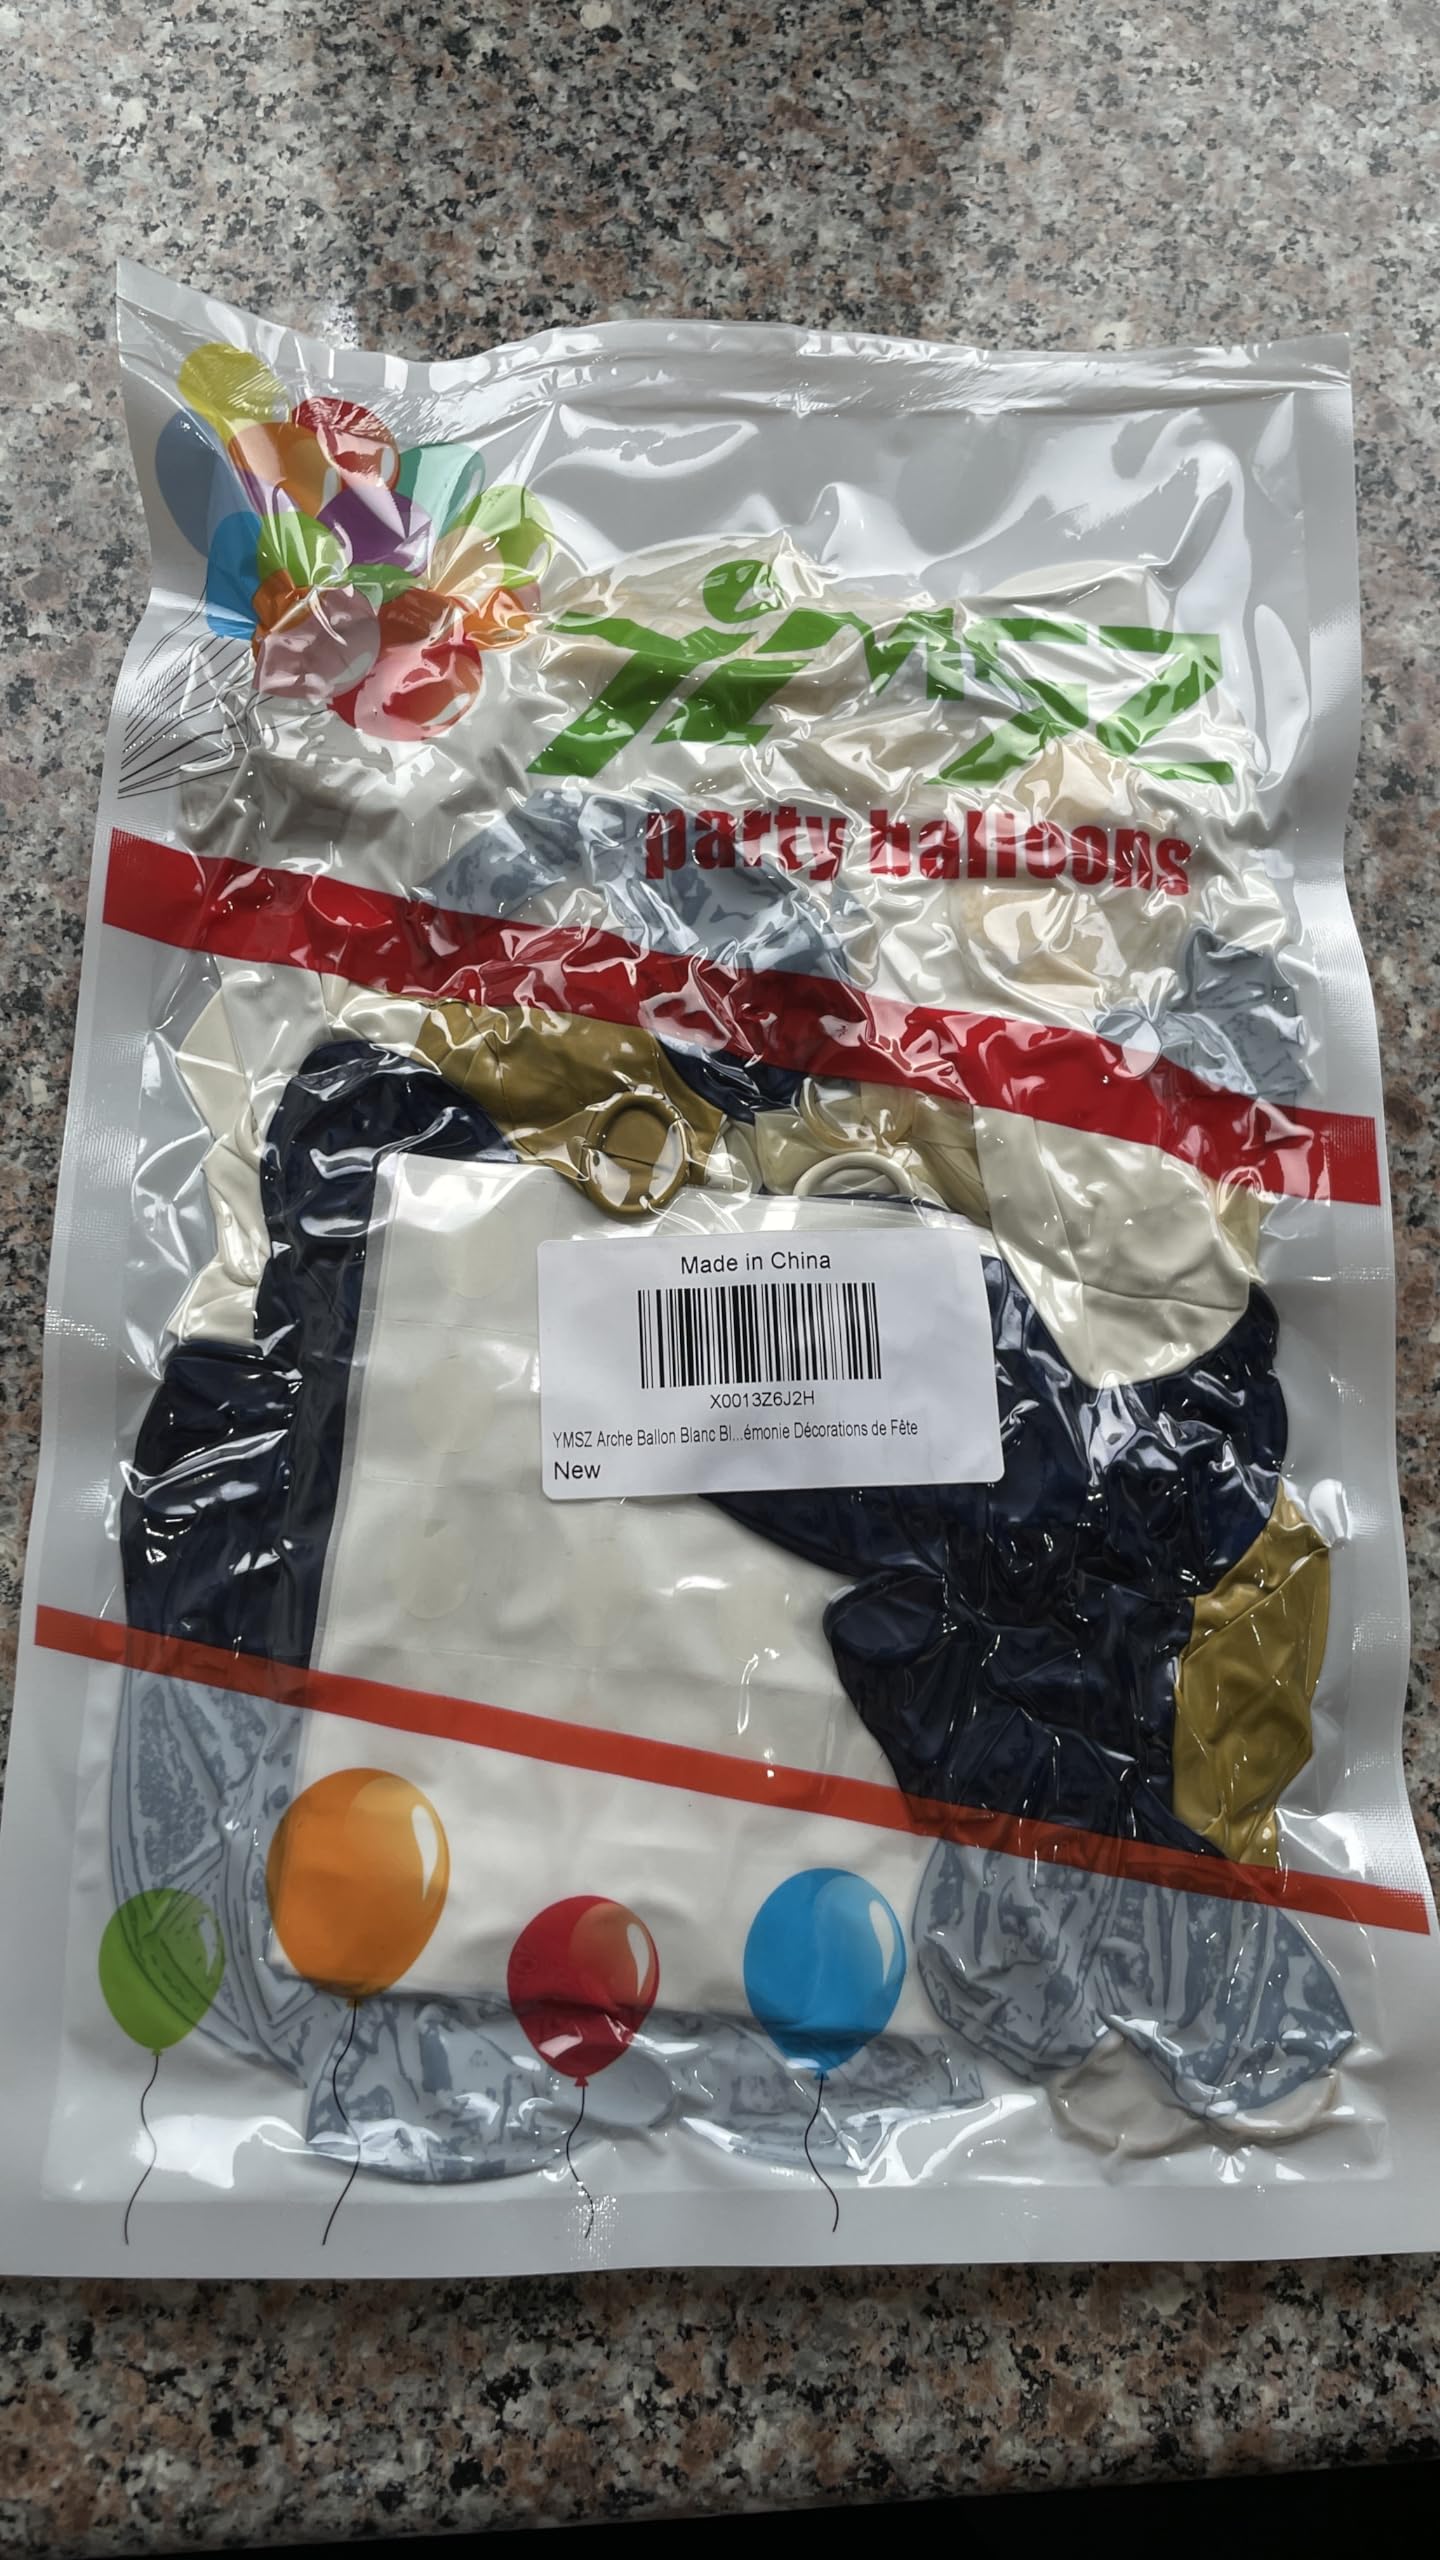 YMSZ
party balloons
Made in China
X0013Z6J2H
YMSZ Arche Ballon Blanc Bl...émonie Décorations de Fête
New